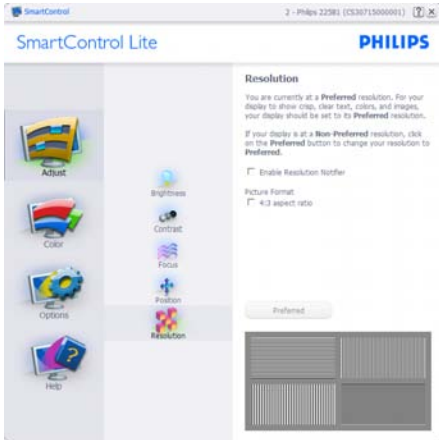 SmartControl
2 - Philips 225B1 (CS30715000001)
SmartControl Lite
PHILIPS
Adjust
Color
Options
Help
Brightness
Contrast
Focus
Position
Resolution
Resolution
You are currently at a Preferred resolution. For your
display to show crisp, clear text, colors, and images,
your display should be set to its Preferred resolution.
If your display is at a Non-Preferred resolution, click
on the Preferred button to change your resolution to
Preferred.
Enable Resolution Notifier
Picture Format
4:3 aspect ratio
Preferred